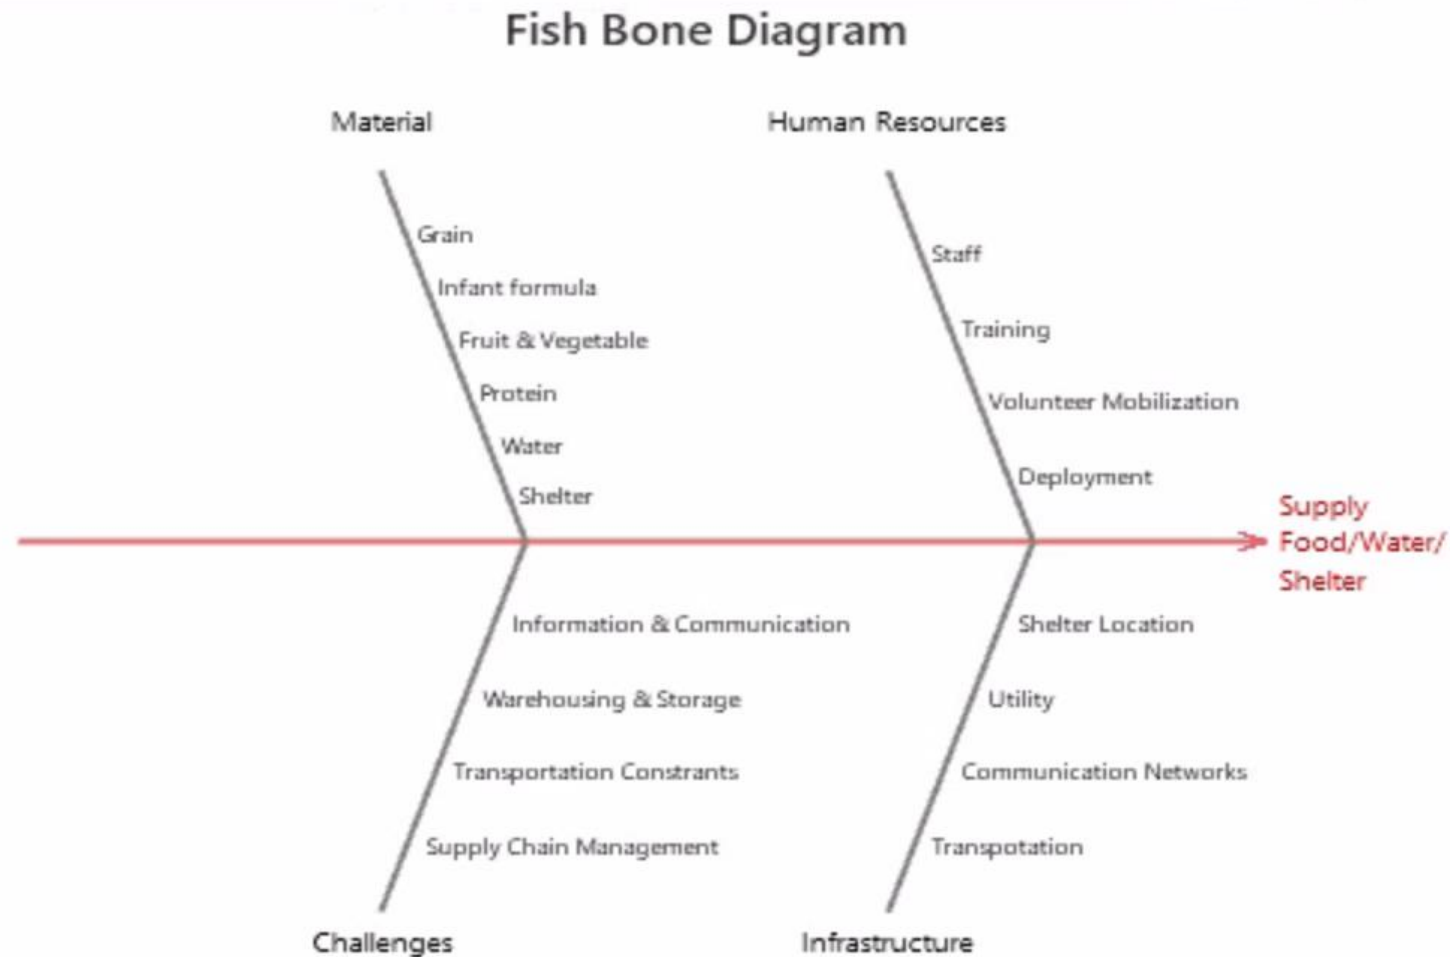 Fish Bone Diagram
Material
Human Resources
Grain
Staff
Infant formula
Training
Fruit & Vegetable
Protein
Volunteer Mobilization
Water
Deployment
Shelter
Supply
Food/Water/
Shelter
Information & Communication
Shelter Location
Warehousing & Storage
Utility
Transportation Constrants
Communication Networks
Supply Chain Management
Transpotation
Challenges
Infrastructure